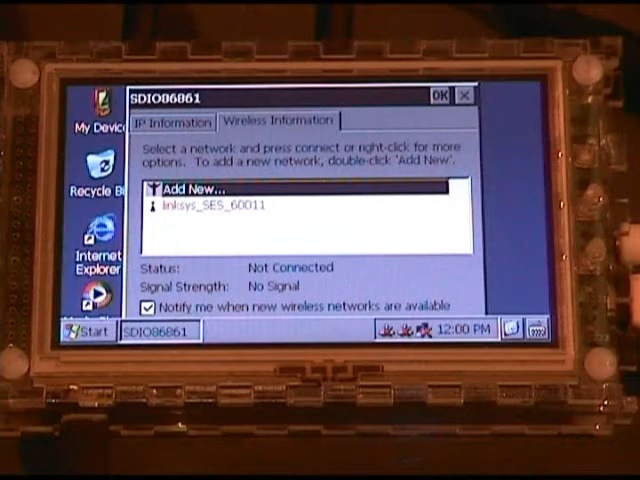 SDIO86861
OK
IP Information
Wireless Information
Select a network and press connect or right-click for more
options. To add a new network, double-click 'Add New'.
Add New...
linksys_SES_60011
Status: Not Connected
Signal Strength: No Signal
Notify me when new wireless networks are available
My Devic
Recycle Bi
Internet
Explorer
Start
SDIO86861
12:00 PM